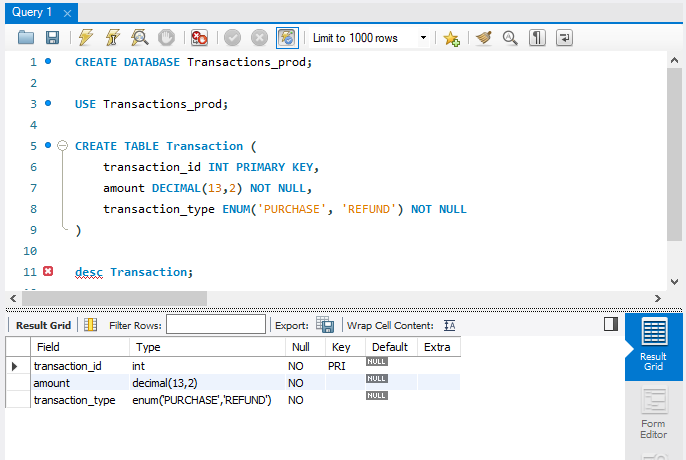 Query 1
Limit to 1000 rows
1 CREATE DATABASE Transactions_prod;
2
3 USE Transactions_prod;
4
5 CREATE TABLE Transaction (
6 transaction_id INT PRIMARY KEY,
7 amount DECIMAL(13,2) NOT NULL,
8 transaction_type ENUM('PURCHASE', 'REFUND') NOT NULL
9 )
10
11 desc Transaction;
Result Grid Filter Rows: Export: Wrap Cell Content:
Field Type Null Key Default Extra
transaction_id int NO PRI NULL
amount decimal(13,2) NO NULL
transaction_type enum('PURCHASE','REFUND') NO NULL
Result
Grid
Form
Editor